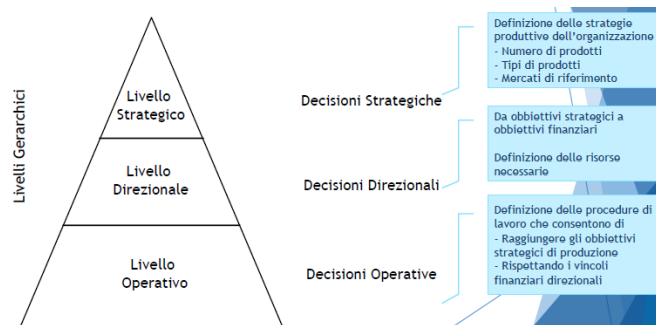 Livelli Gerarchici
Livello
Strategico
Livello
Direzionale
Livello
Operativo
Decisioni Strategiche
Decisioni Direzionali
Decisioni Operative
Definizione delle strategie
produttive dell'organizzazione
- Numero di prodotti
- Tipi di prodotti
- Mercati di riferimento
Da obbiettivi strategici a
obbiettivi finanziari
Definizione delle risorse
necessarie
Definizione delle procedure di
lavoro che consentono di
- Raggiungere gli obbiettivi
strategici di produzione
- Rispettando i vincoli
finanziari direzionali